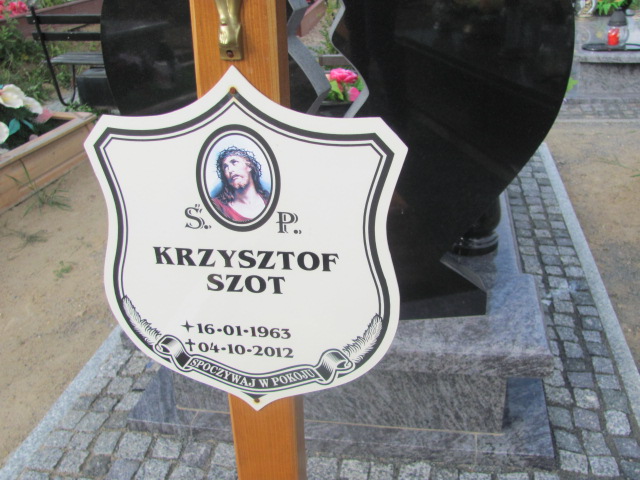 Ś. P.
KRZYSZTOF
SZOT
+16-01-1963
†04-10-2012
SPOCZYWAJ W POKOJU